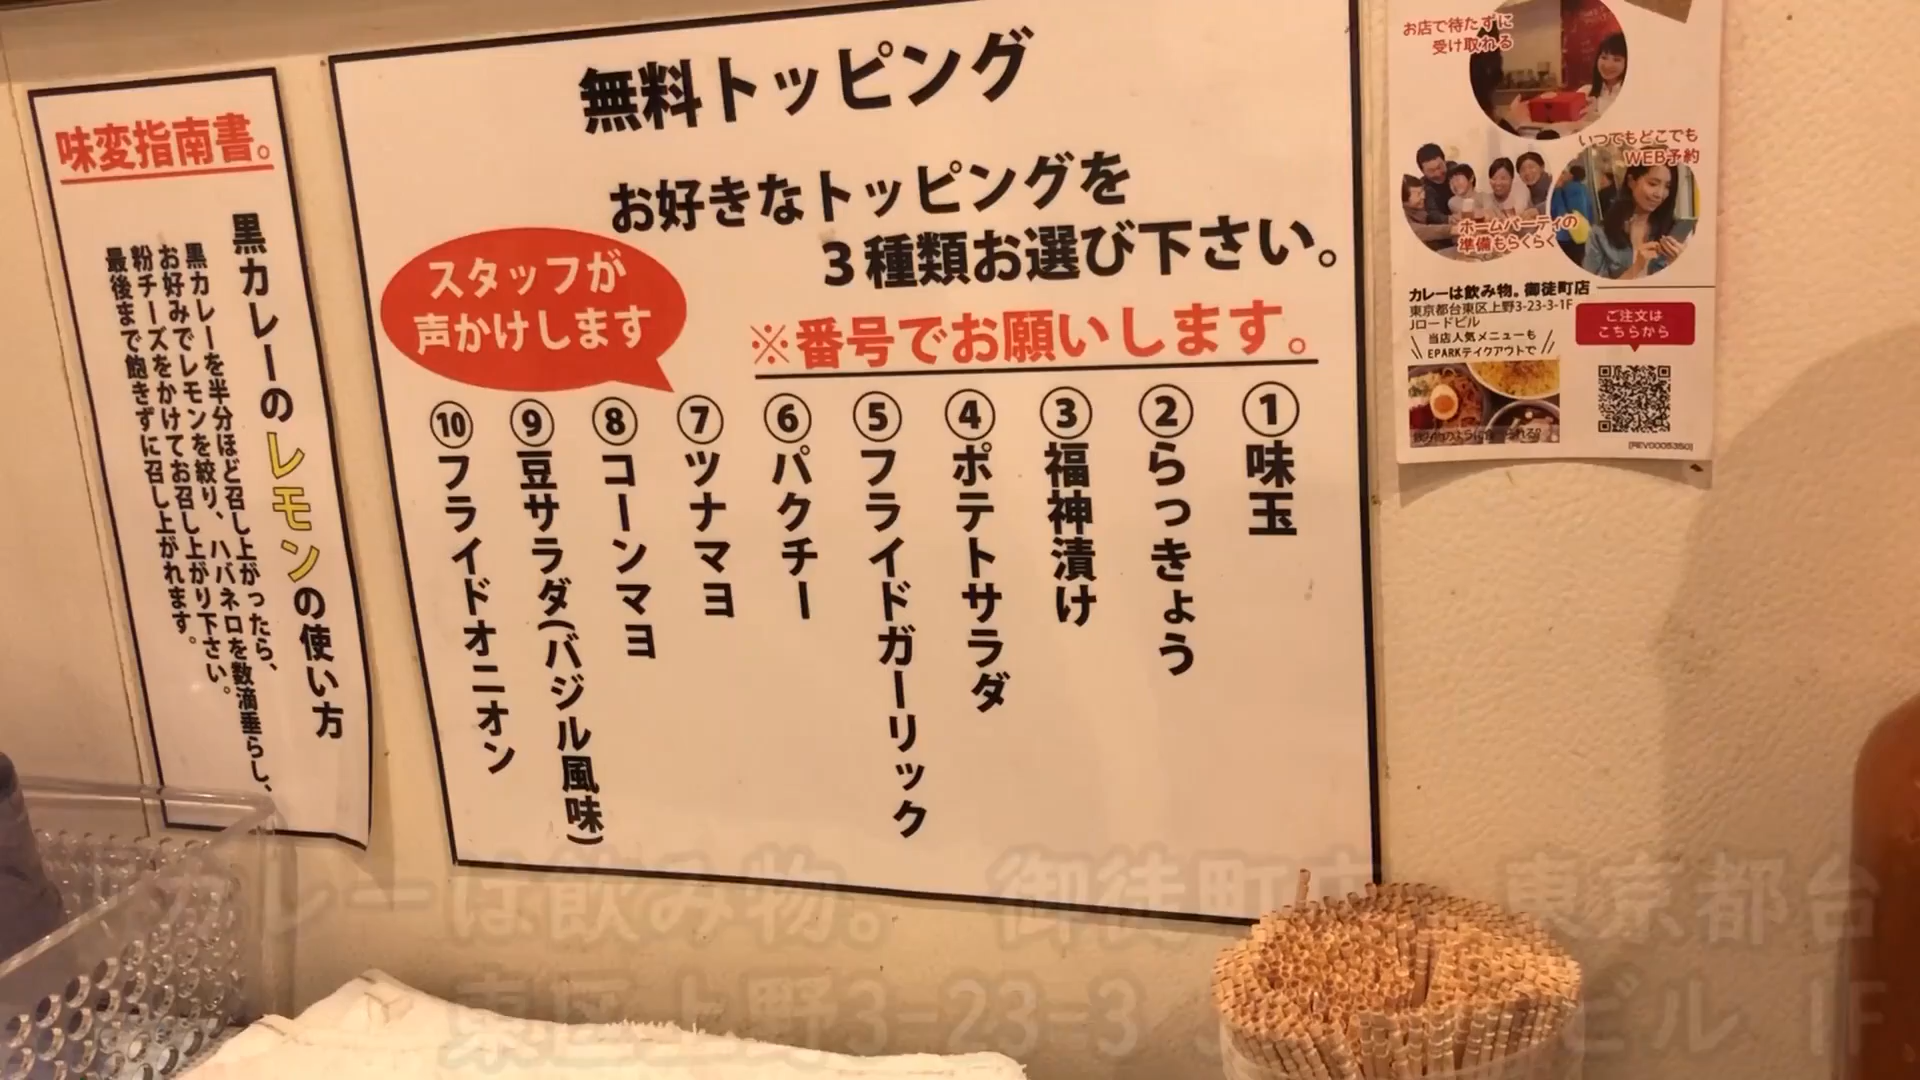 味変指南書。
黒カレーのレモンの使い方
黒カレーを半分ほど召し上がったら、
お好みでレモンを絞り、ハバネロを数滴垂らし、
粉チーズをかけてお召し上がり下さい。
最後まで飽きずに召し上がれます。
無料トッピング
お好きなトッピングを
3種類お選び下さい。
スタッフが
声かけします
※番号でお願いします。
①味玉
②らっきょう
③福神漬け
④ポテトサラダ
⑤フライドガーリック
⑥パクチー
⑦ツナマヨ
⑧コーンマヨ
⑨豆サラダ(バジル風味)
⑩フライドオニオン
お店で待たずに
受け取れる
いつでもどこでも
WEB予約
ホームパーティの
準備もらくらく
カレーは飲み物。御徒町店
東京都台東区上野3-23-3-1F
Jロードビル
当店人気メニューも
EPARKテイクアウトで
ご注文は
こちらから
[REV0005350]
カレーは飲み物。 御徒町店 東京都台
東区上野3-23-3 ビル 1F